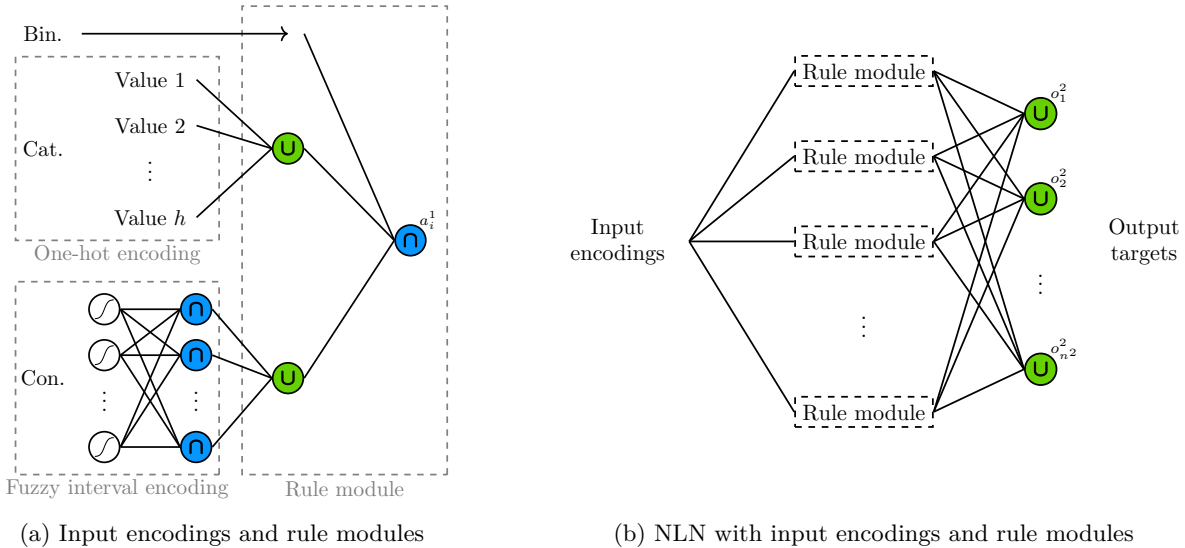 Bin.
Value 1
Value 2
Cat.
⋮
Value h
∪
a_i^1
∩
One-hot encoding
∩
∩
Con.
⋮
⋮
∪
∩
Fuzzy interval encoding
Rule module
(a) Input encodings and rule modules
Rule module
o_1^2
∪
Rule module
o_2^2
∪
Input
encodings
Rule module
Output
targets
⋮
⋮
o_{n^2}^2
∪
Rule module
(b) NLN with input encodings and rule modules